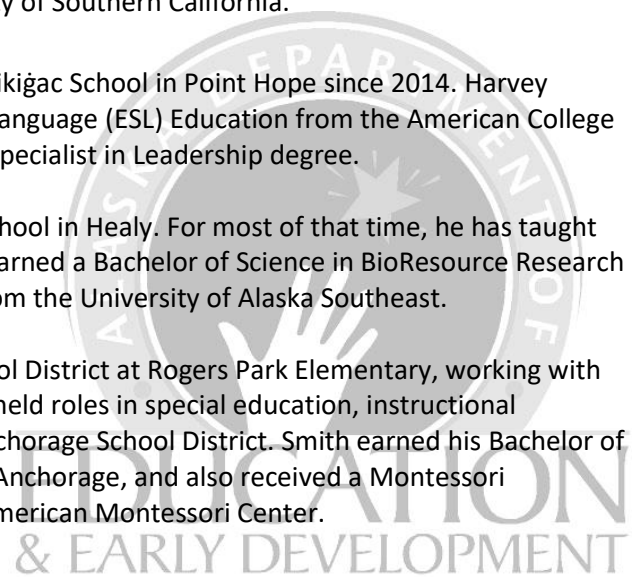 ty of Southern California.
ikiġac School in Point Hope since 2014. Harvey
anguage (ESL) Education from the American College
pecialist in Leadership degree.
chool in Healy. For most of that time, he has taught
arned a Bachelor of Science in BioResource Research
om the University of Alaska Southeast.
ol District at Rogers Park Elementary, working with
held roles in special education, instructional
chorage School District. Smith earned his Bachelor of
Anchorage, and also received a Montessori
merican Montessori Center.
ALASKA DEPARTMENT OF
EDUCATION
& EARLY DEVELOPMENT